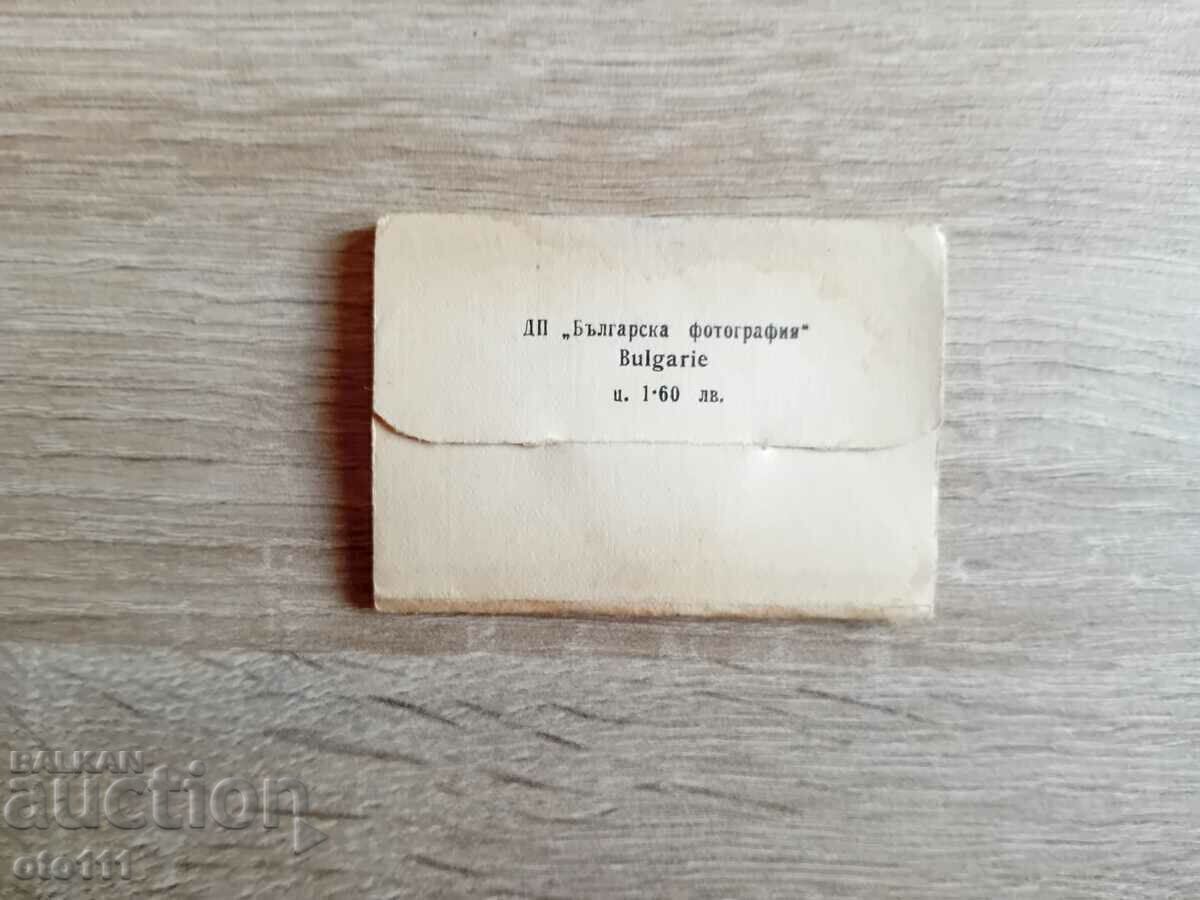 ДП „Българска фотография“
Bulgarie
ц. 1·60 лв.
BALKAN
auction
oto111